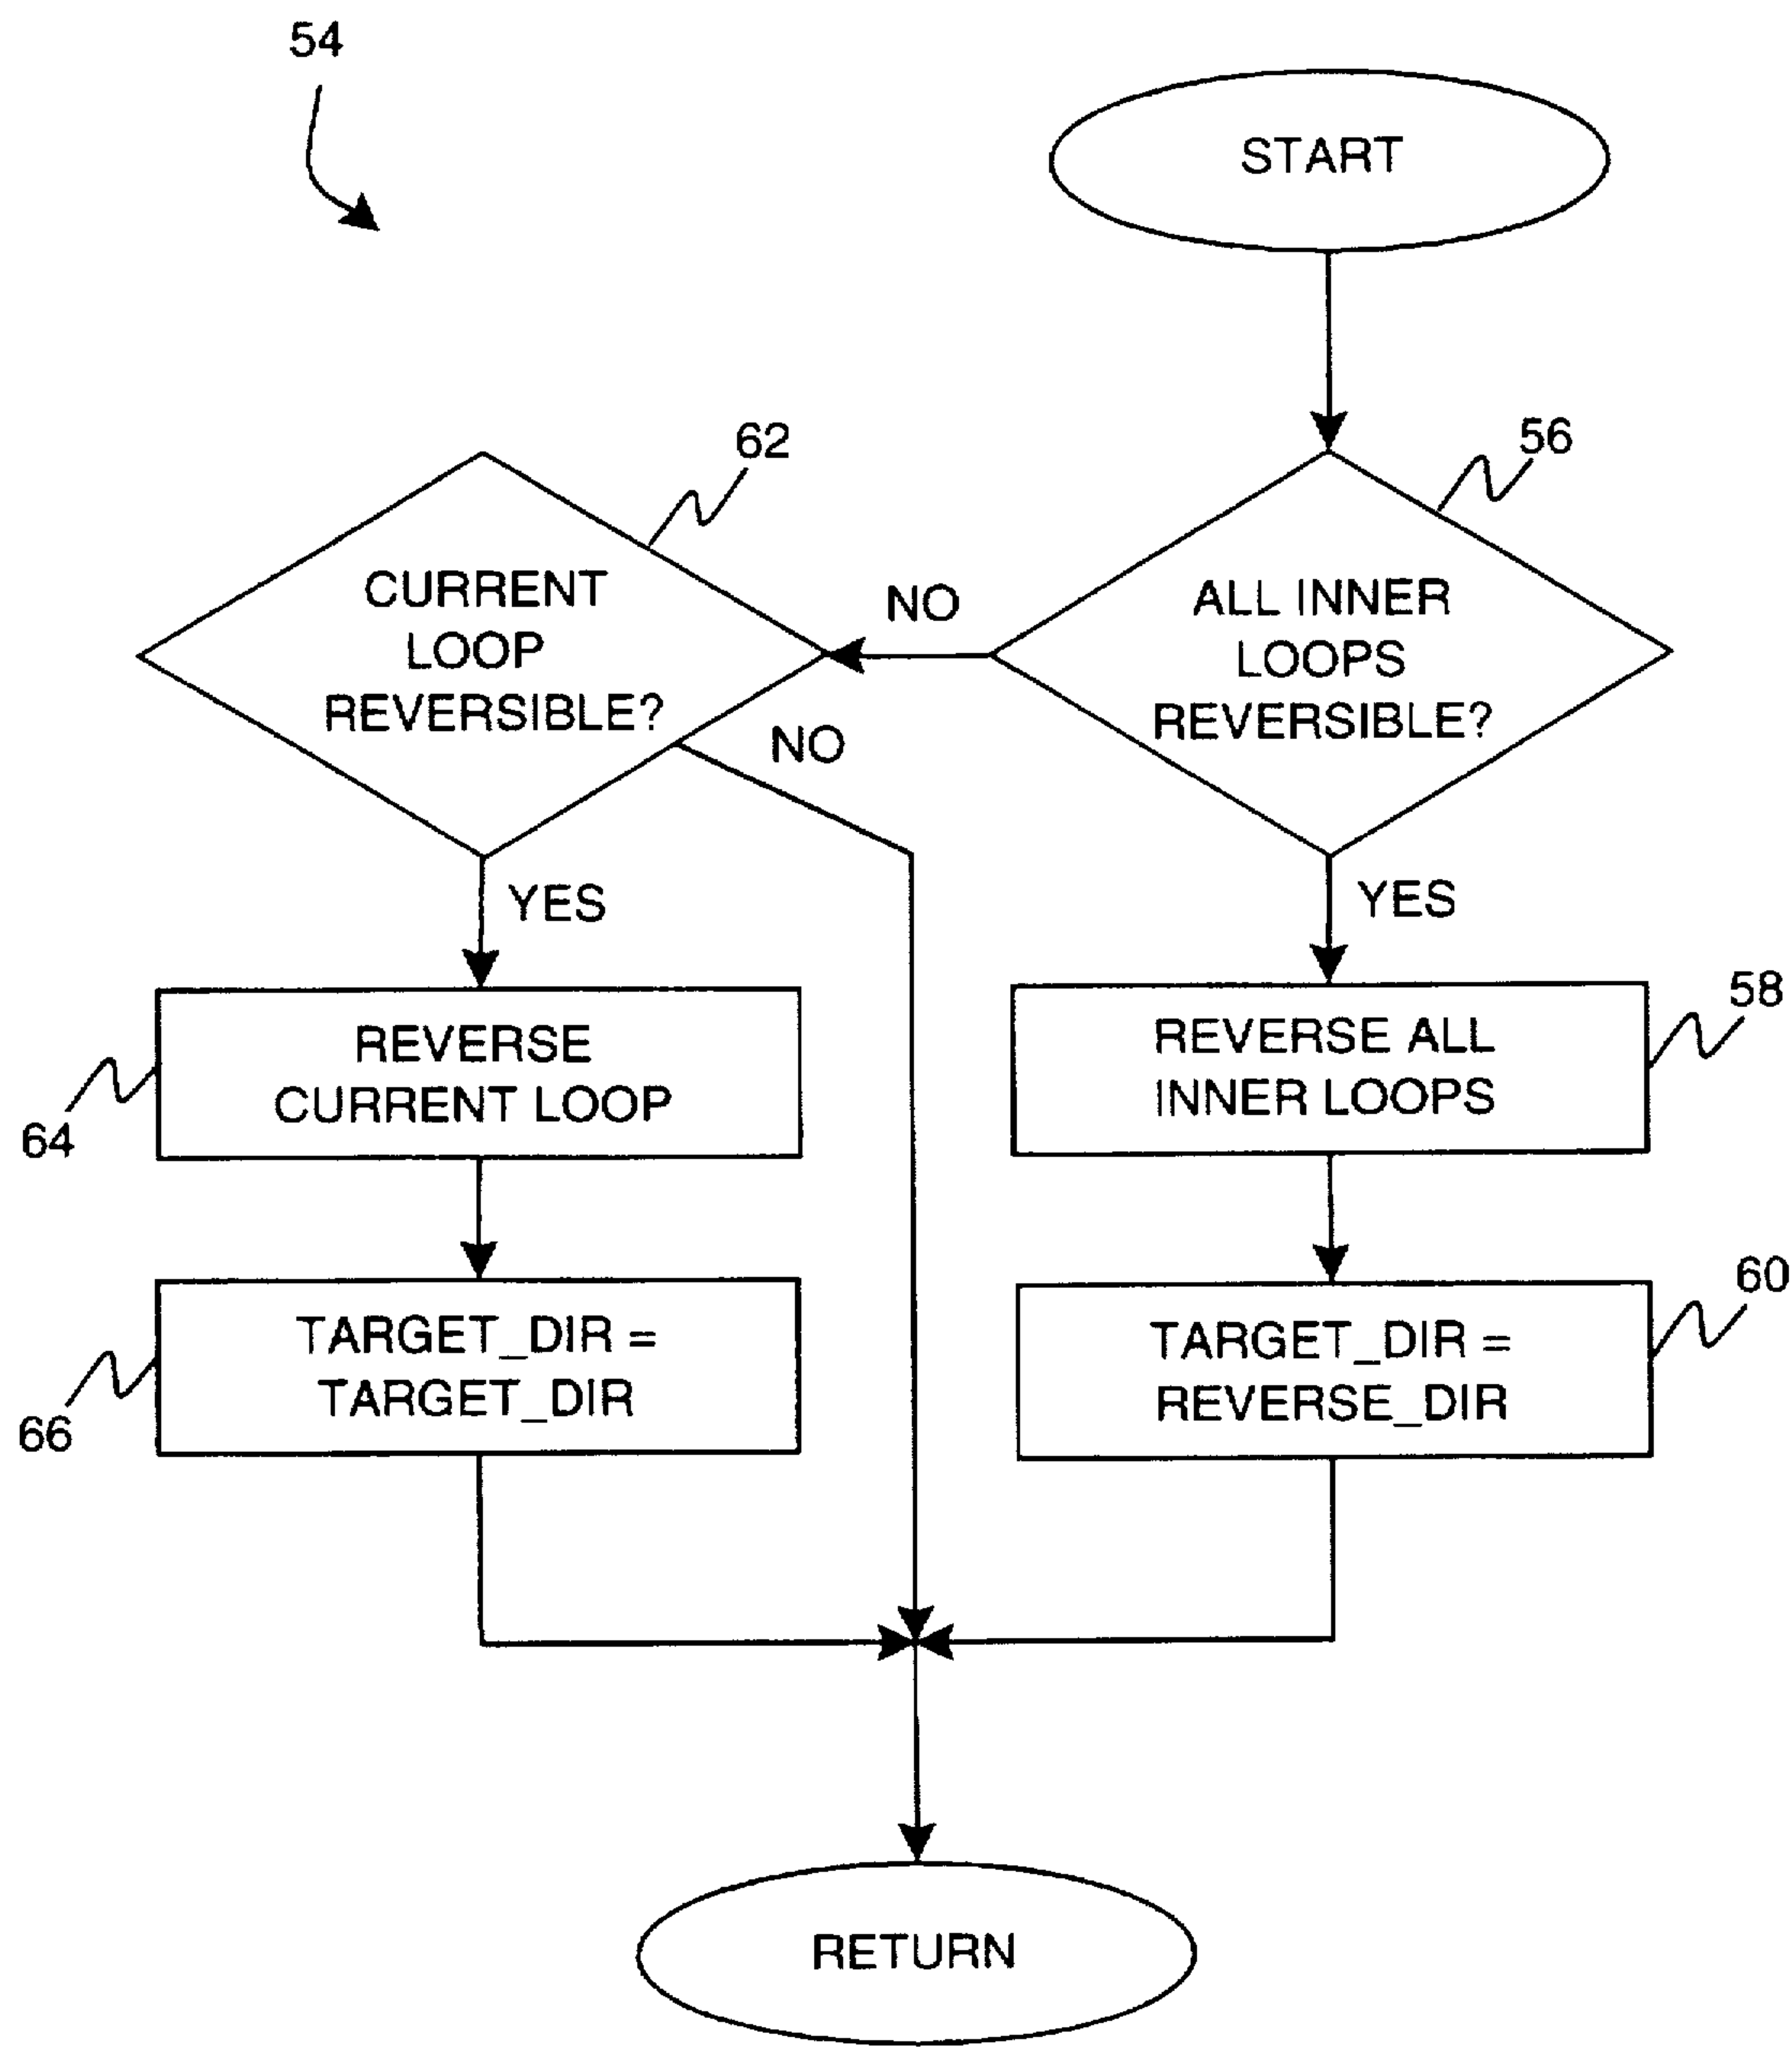 54
START
62
56
CURRENT
LOOP
REVERSIBLE?
NO
ALL INNER
LOOPS
REVERSIBLE?
NO
YES
YES
58
REVERSE
CURRENT LOOP
REVERSE ALL
INNER LOOPS
64
60
TARGET_DIR =
TARGET_DIR
TARGET_DIR =
REVERSE_DIR
66
RETURN